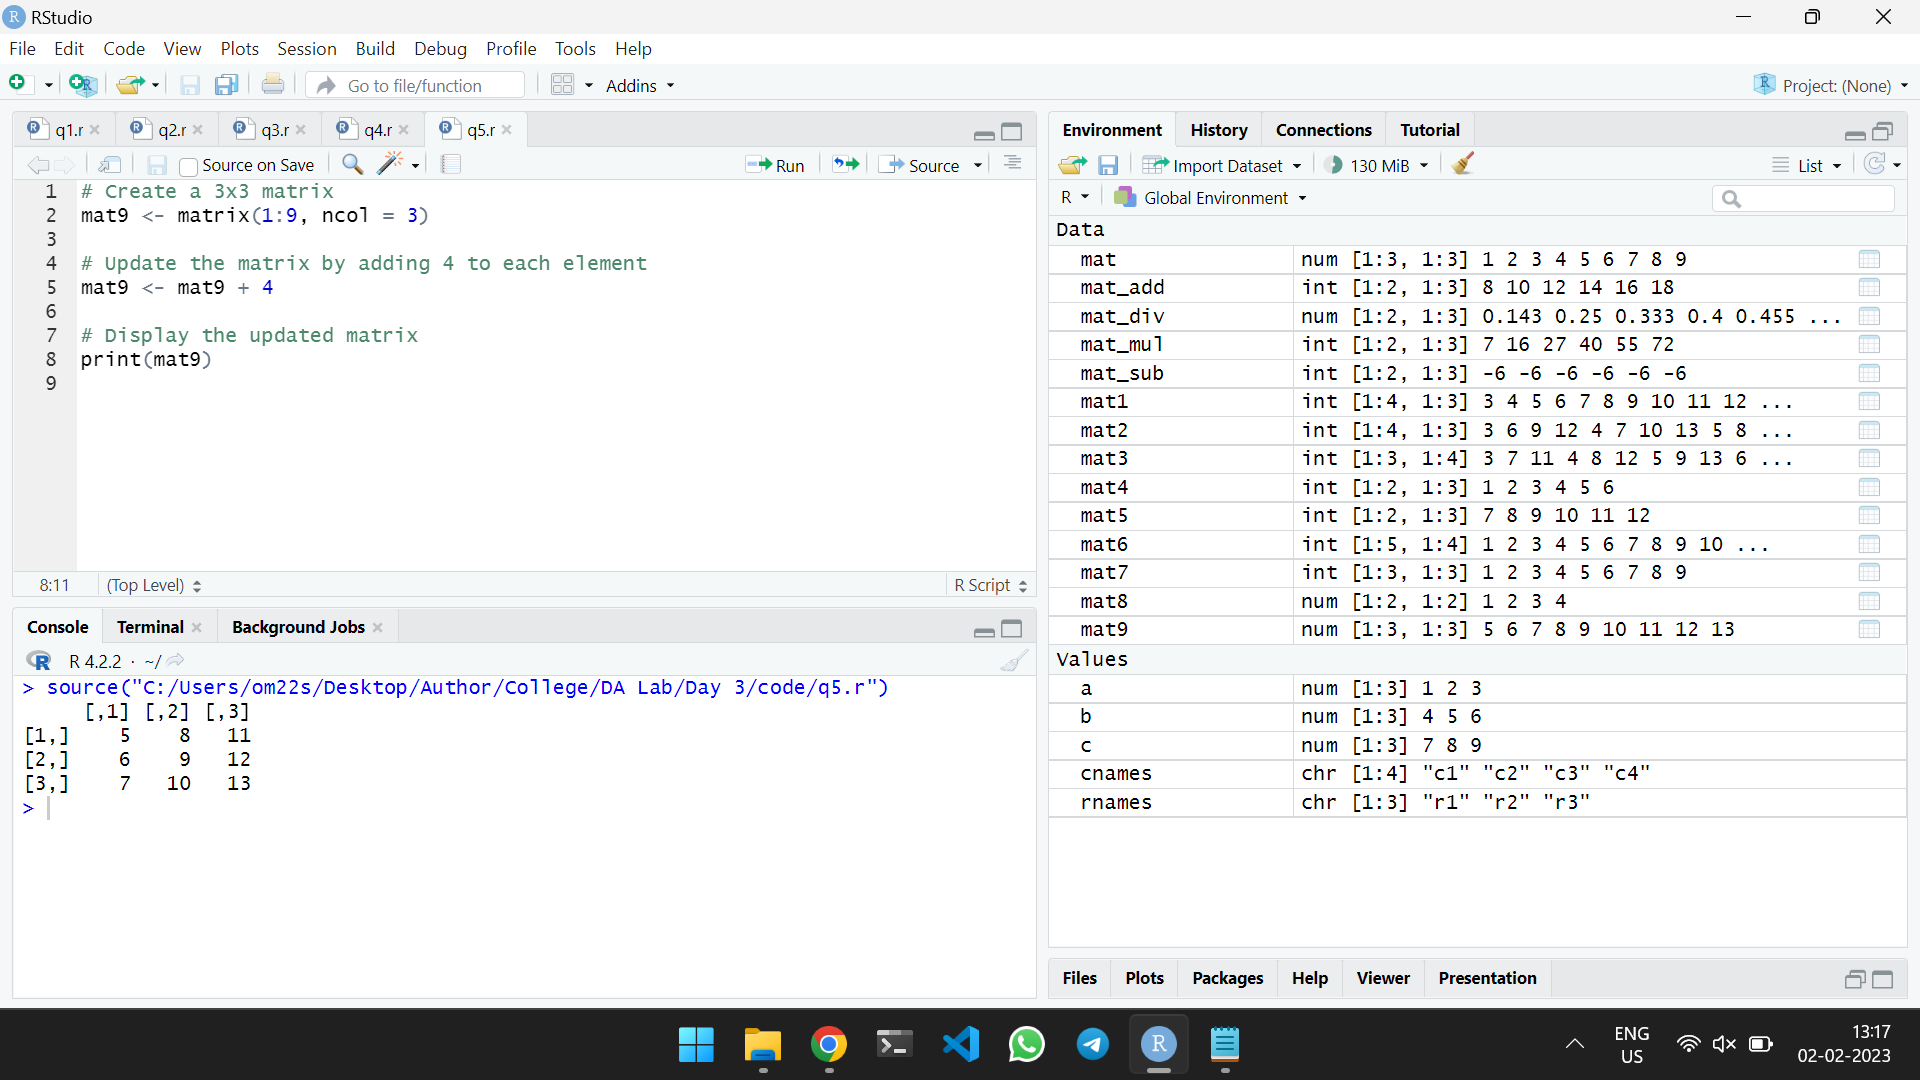 RStudio
File Edit Code View Plots Session Build Debug Profile Tools Help
Go to file/function Addins Project: (None)
q1.r q2.r q3.r q4.r q5.r
Source on Save Run Source
1 # Create a 3x3 matrix
2 mat9 <- matrix(1:9, ncol = 3)
3
4 # Update the matrix by adding 4 to each element
5 mat9 <- mat9 + 4
6
7 # Display the updated matrix
8 print(mat9)
9
8:11 (Top Level) R Script
Console Terminal Background Jobs
R 4.2.2 · ~/
> source("C:/Users/om22s/Desktop/Author/College/DA Lab/Day 3/code/q5.r")
[,1] [,2] [,3]
[1,] 5 8 11
[2,] 6 9 12
[3,] 7 10 13
>
Environment History Connections Tutorial
Import Dataset 130 MiB List
R Global Environment
Data
mat num [1:3, 1:3] 1 2 3 4 5 6 7 8 9
mat_add int [1:2, 1:3] 8 10 12 14 16 18
mat_div num [1:2, 1:3] 0.143 0.25 0.333 0.4 0.455 ...
mat_mul int [1:2, 1:3] 7 16 27 40 55 72
mat_sub int [1:2, 1:3] -6 -6 -6 -6 -6 -6
mat1 int [1:4, 1:3] 3 4 5 6 7 8 9 10 11 12 ...
mat2 int [1:4, 1:3] 3 6 9 12 4 7 10 13 5 8 ...
mat3 int [1:3, 1:4] 3 7 11 4 8 12 5 9 13 6 ...
mat4 int [1:2, 1:3] 1 2 3 4 5 6
mat5 int [1:2, 1:3] 7 8 9 10 11 12
mat6 int [1:5, 1:4] 1 2 3 4 5 6 7 8 9 10 ...
mat7 int [1:3, 1:3] 1 2 3 4 5 6 7 8 9
mat8 num [1:2, 1:2] 1 2 3 4
mat9 num [1:3, 1:3] 5 6 7 8 9 10 11 12 13
Values
a num [1:3] 1 2 3
b num [1:3] 4 5 6
c num [1:3] 7 8 9
cnames chr [1:4] "c1" "c2" "c3" "c4"
rnames chr [1:3] "r1" "r2" "r3"
Files Plots Packages Help Viewer Presentation
ENG 13:17
US 02-02-2023